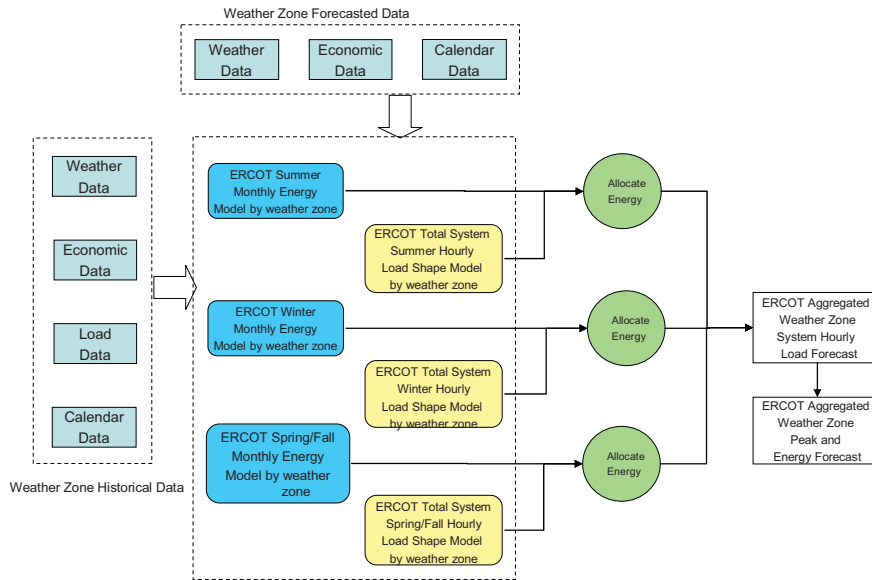 Weather Zone Forecasted Data
Weather
Data
Economic
Data
Calendar
Data
Weather
Data
Economic
Data
Load
Data
Calendar
Data
Weather Zone Historical Data
ERCOT Summer
Monthly Energy
Model by weather zone
ERCOT Total System
Summer Hourly
Load Shape Model
by weather zone
Allocate
Energy
ERCOT Winter
Monthly Energy
Model by weather zone
ERCOT Total System
Winter Hourly
Load Shape Model
by weather zone
Allocate
Energy
ERCOT Spring/Fall
Monthly Energy
Model by weather
zone
ERCOT Total System
Spring/Fall Hourly
Load Shape Model
by weather zone
Allocate
Energy
ERCOT Aggregated
Weather Zone
System Hourly
Load Forecast
ERCOT Aggregated
Weather Zone
Peak and
Energy Forecast